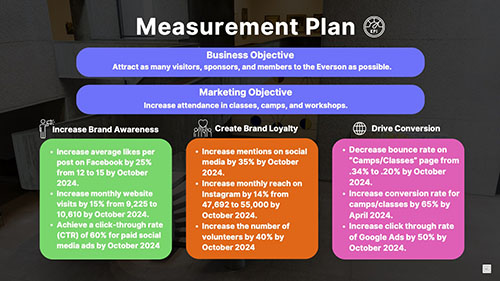 Measurement Plan
KPI
Business Objective
Attract as many visitors, sponsors, and members to the Everson as possible.
Marketing Objective
Increase attendance in classes, camps, and workshops.
Increase Brand Awareness
• Increase average likes per
post on Facebook by 25%
from 12 to 15 by October
2024.
• Increase monthly website
visits by 15% from 9,225 to
10,610 by October 2024.
• Achieve a click-through rate
(CTR) of 60% for paid social
media ads by October 2024
Create Brand Loyalty
• Increase mentions on social
media by 35% by October
2024.
• Increase monthly reach on
Instagram by 14% from
47,692 to 55,000 by
October 2024.
• Increase the number of
volunteers by 40% by
October 2024
Drive Conversion
• Decrease bounce rate on
"Camps/Classes" page from
.34% to .20% by October
2024.
• Increase conversion rate for
camps/classes by 65% by
April 2024.
• Increase click through rate
of Google Ads by 50% by
October 2024.